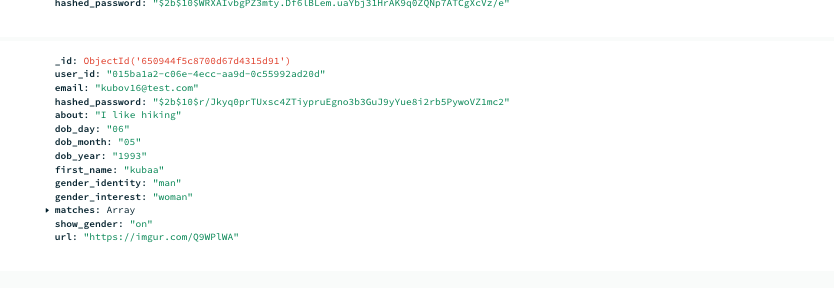 hashed_password: "$2b$10$WRXAIvbgPZ3mty.Df6lBLem.uaYbj31HrAK9q0ZQNp7ATCgXcVz/e"
_id: ObjectId('650944f5c8700d67d4315d91')
user_id: "015ba1a2-c06e-4ecc-aa9d-0c55992ad20d"
email: "kubov16@test.com"
hashed_password: "$2b$10$r/Jkyq0prTUxsc4ZTiypruEgno3b3GuJ9yYue8i2rb5PywoVZ1mc2"
about: "I like hiking"
dob_day: "06"
dob_month: "05"
dob_year: "1993"
first_name: "kubaa"
gender_identity: "man"
gender_interest: "woman"
matches: Array
show_gender: "on"
url: "https://imgur.com/Q9WPlWA"